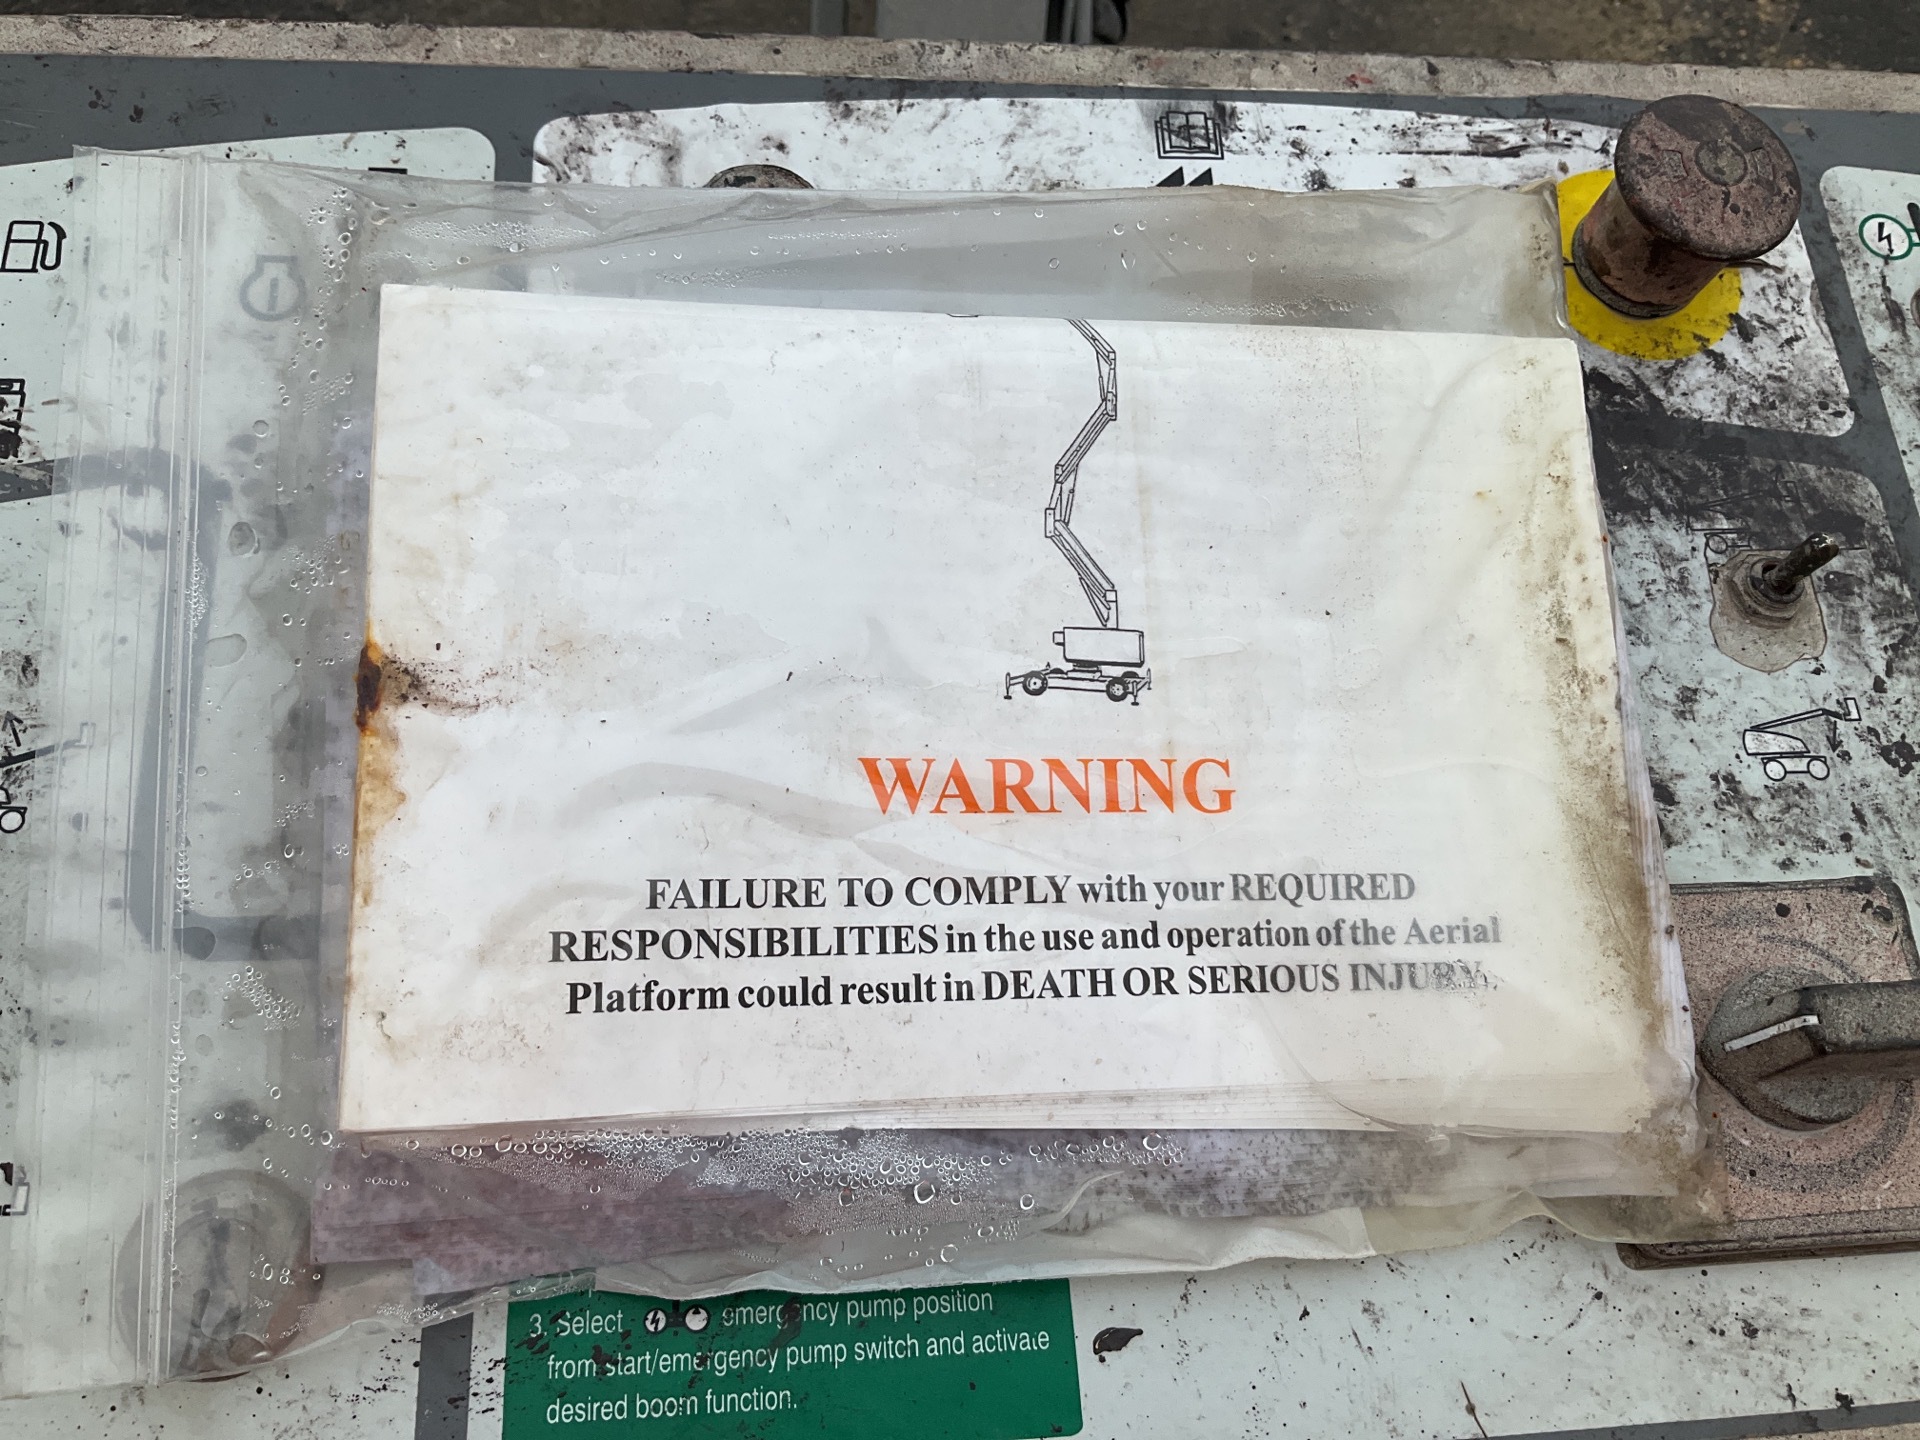 WARNING
FAILURE TO COMPLY with your REQUIRED
RESPONSIBILITIES in the use and operation of the Aerial
Platform could result in DEATH OR SERIOUS INJURY.
3. Select emergency pump position
from start/emergency pump switch and activate
desired boom function.